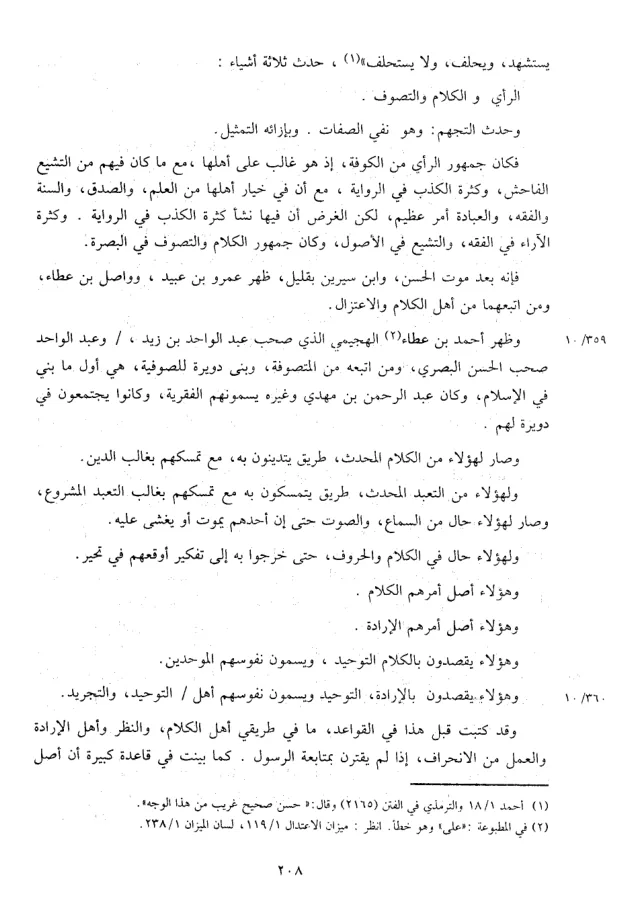 يستشهد، ويحلف، ولا يستحلف»(١) ، حدث ثلاثة أشياء :
الرأي و الكلام والتصوف .
وحدث التجهم: وهو نفي الصفات . وبإزائه التمثيل.
فكان جمهور الرأي من الكوفة، إذ هو غالب على أهلها ،مع ما كان فيهم من التشيع
الفاحش، وكثرة الكذب في الرواية ، مع أن في خيار أهلها من العلم، والصدق، والسنة
والفقه، والعبادة أمر عظيم، لكن الغرض أن فيها نشأ كثرة الكذب في الرواية . وكثرة
الآراء في الفقه، والتشيع في الأصول، وكان جمهور الكلام والتصوف في البصرة.
فإنه بعد موت الحسن، وابن سيرين بقليل، ظهر عمرو بن عبيد ، وواصل بن عطاء،
ومن اتبعهما من أهل الكلام والاعتزال.
١٠/٣٥٩ وظهر أحمد بن عطاء(٢) الهجيمي الذي صحب عبد الواحد بن زيد ، / وعبد الواحد
صحب الحسن البصري، ومن اتبعه من المتصوفة، وبنى دويرة للصوفية، هي أول ما بني
في الإسلام، وكان عبد الرحمن بن مهدي وغيره يسمونهم الفقرية، وكانوا يجتمعون في
دويرة لهم .
وصار لهؤلاء من الكلام المحدث، طريق يتدينون به، مع تمسكهم بغالب الدين.
ولهؤلاء من التعبد المحدث، طريق يتمسكون به مع تمسكهم بغالب التعبد المشروع،
وصار لهؤلاء حال من السماع، والصوت حتى إن أحدهم يموت أو يغشى عليه.
ولهؤلاء حال في الكلام والحروف، حتى خرجوا به إلى تفكير أوقعهم في تحير.
وهؤلاء أصل أمرهم الكلام .
وهؤلاء أصل أمرهم الإرادة .
وهؤلاء يقصدون بالكلام التوحيد ، ويسمون نفوسهم الموحدين.
١٠/٣٦٠ وهؤلاء يقصدون بالإرادة، التوحيد ويسمون نفوسهم أهل / التوحيد، والتجريد.
وقد كتبت قبل هذا في القواعد، ما في طريقي أهل الكلام، والنظر وأهل الإرادة
والعمل من الانحراف، إذا لم يقترن بمتابعة الرسول . كما بينت في قاعدة كبيرة أن أصل
(١) أحمد ١٨/١ والترمذي في الفتن (٢١٦٥) وقال:« حسن صحيح غريب من هذا الوجه».
(٢) في المطبوعة :«على» وهو خطأ. انظر : ميزان الاعتدال ١١٩/١ ، لسان الميزان ٢٣٨/١.
٢٠٨